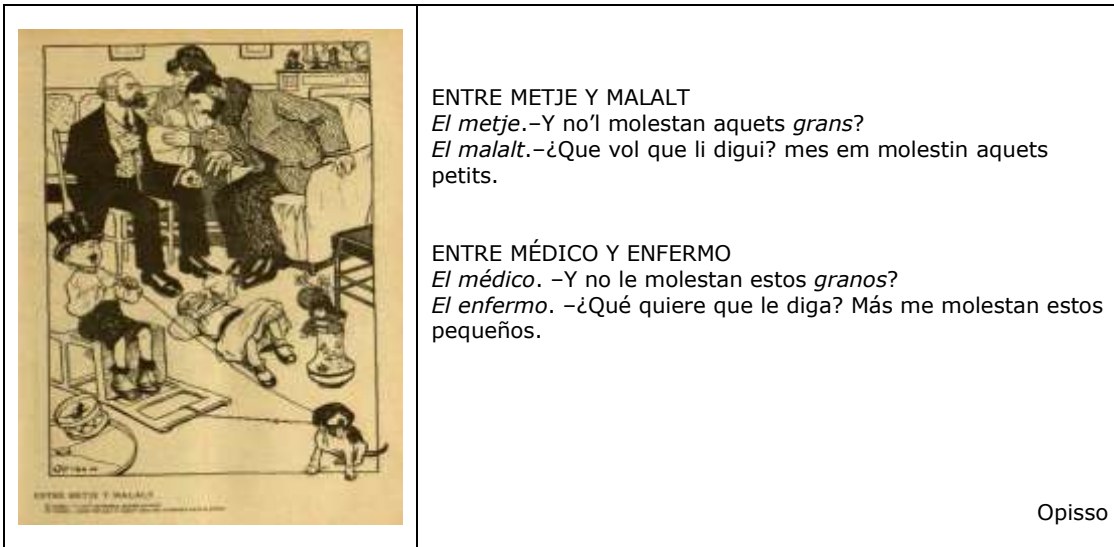 ENTRE METJE Y MALALT
ENTRE METJE Y MALALT
El metje.–Y no'l molestan aquets grans?
El malalt.–¿Que vol que li digui? mes em molestin aquets
petits.
ENTRE MÉDICO Y ENFERMO
El médico. –Y no le molestan estos granos?
El enfermo. –¿Qué quiere que le diga? Más me molestan estos
pequeños.
Opisso